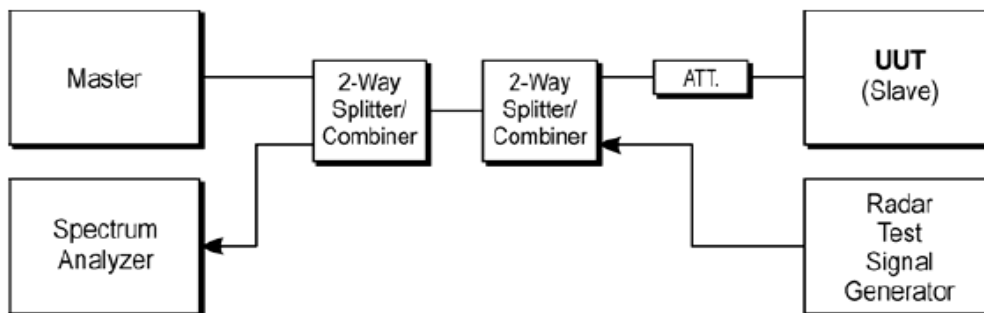 Master
2-Way
Splitter/
Combiner
2-Way
Splitter/
Combiner
ATT.
UUT
(Slave)
Spectrum
Analyzer
Radar
Test
Signal
Generator